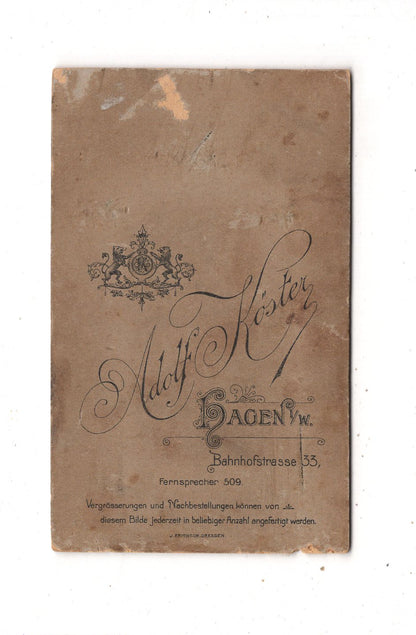 Adolf Köster
HAGEN i/W.
Bahnhofstrasse 33,
Fernsprecher 509.
Vergrösserungen und Nachbestellungen können von
diesem Bilde jederzeit in beliebiger Anzahl angefertigt werden.
DRESDEN